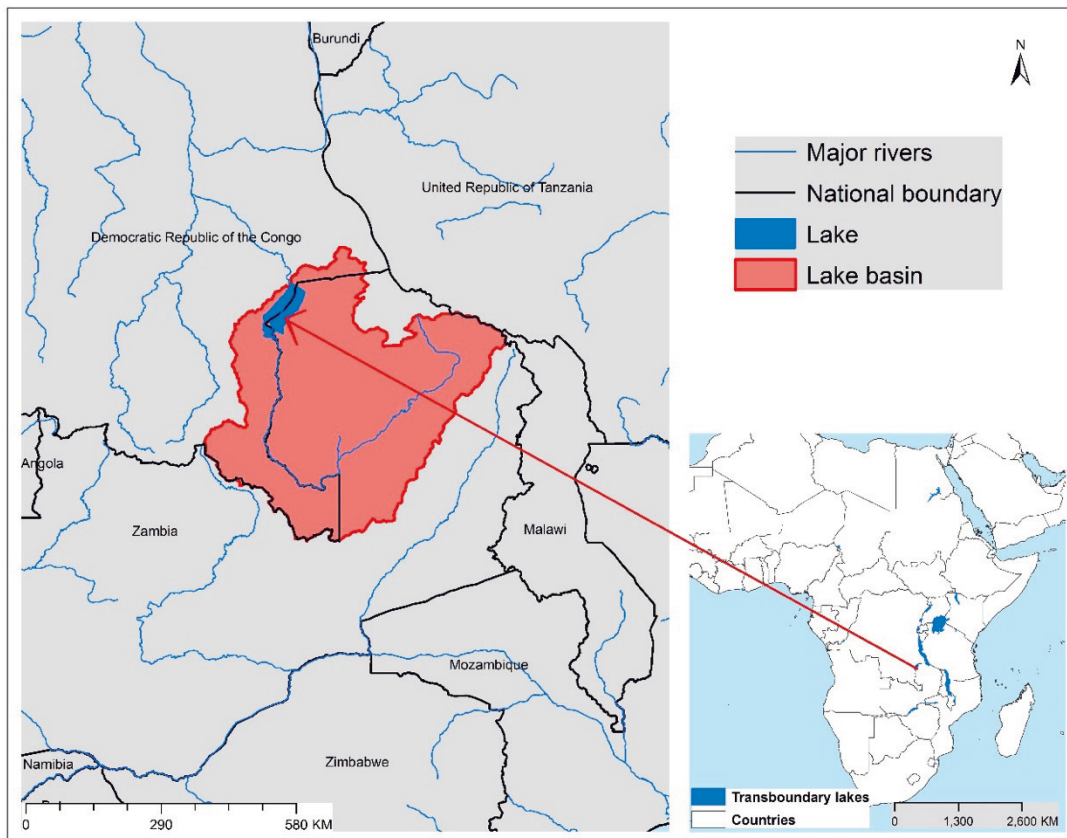 Burundi
N
Major rivers
National boundary
Lake
Lake basin
United Republic of Tanzania
Democratic Republic of the Congo
Angola
Zambia
Malawi
Mozambique
Namibia
Zimbabwe
0 290 580 KM
Transboundary lakes
Countries
0 1,300 2,600 KM